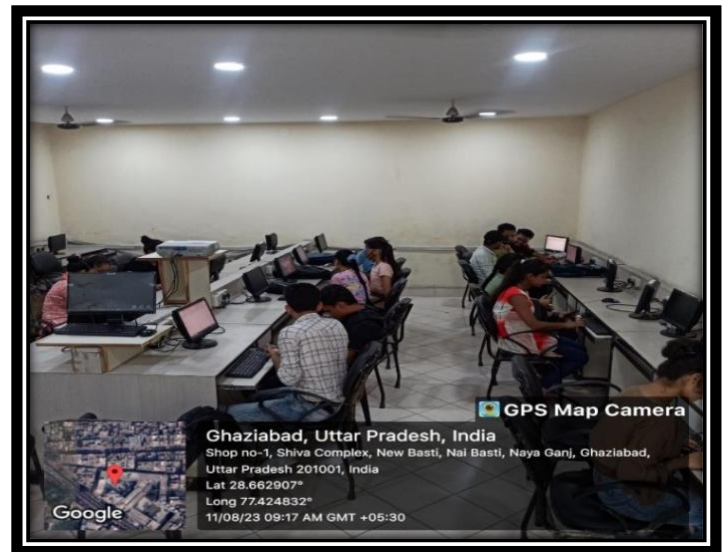 GPS Map Camera
Ghaziabad, Uttar Pradesh, India
Shop no-1, Shiva Complex, New Basti, Nai Basti, Naya Ganj, Ghaziabad,
Uttar Pradesh 201001, India
Lat 28.662907°
Long 77.424832°
11/08/23 09:17 AM GMT +05:30
Google